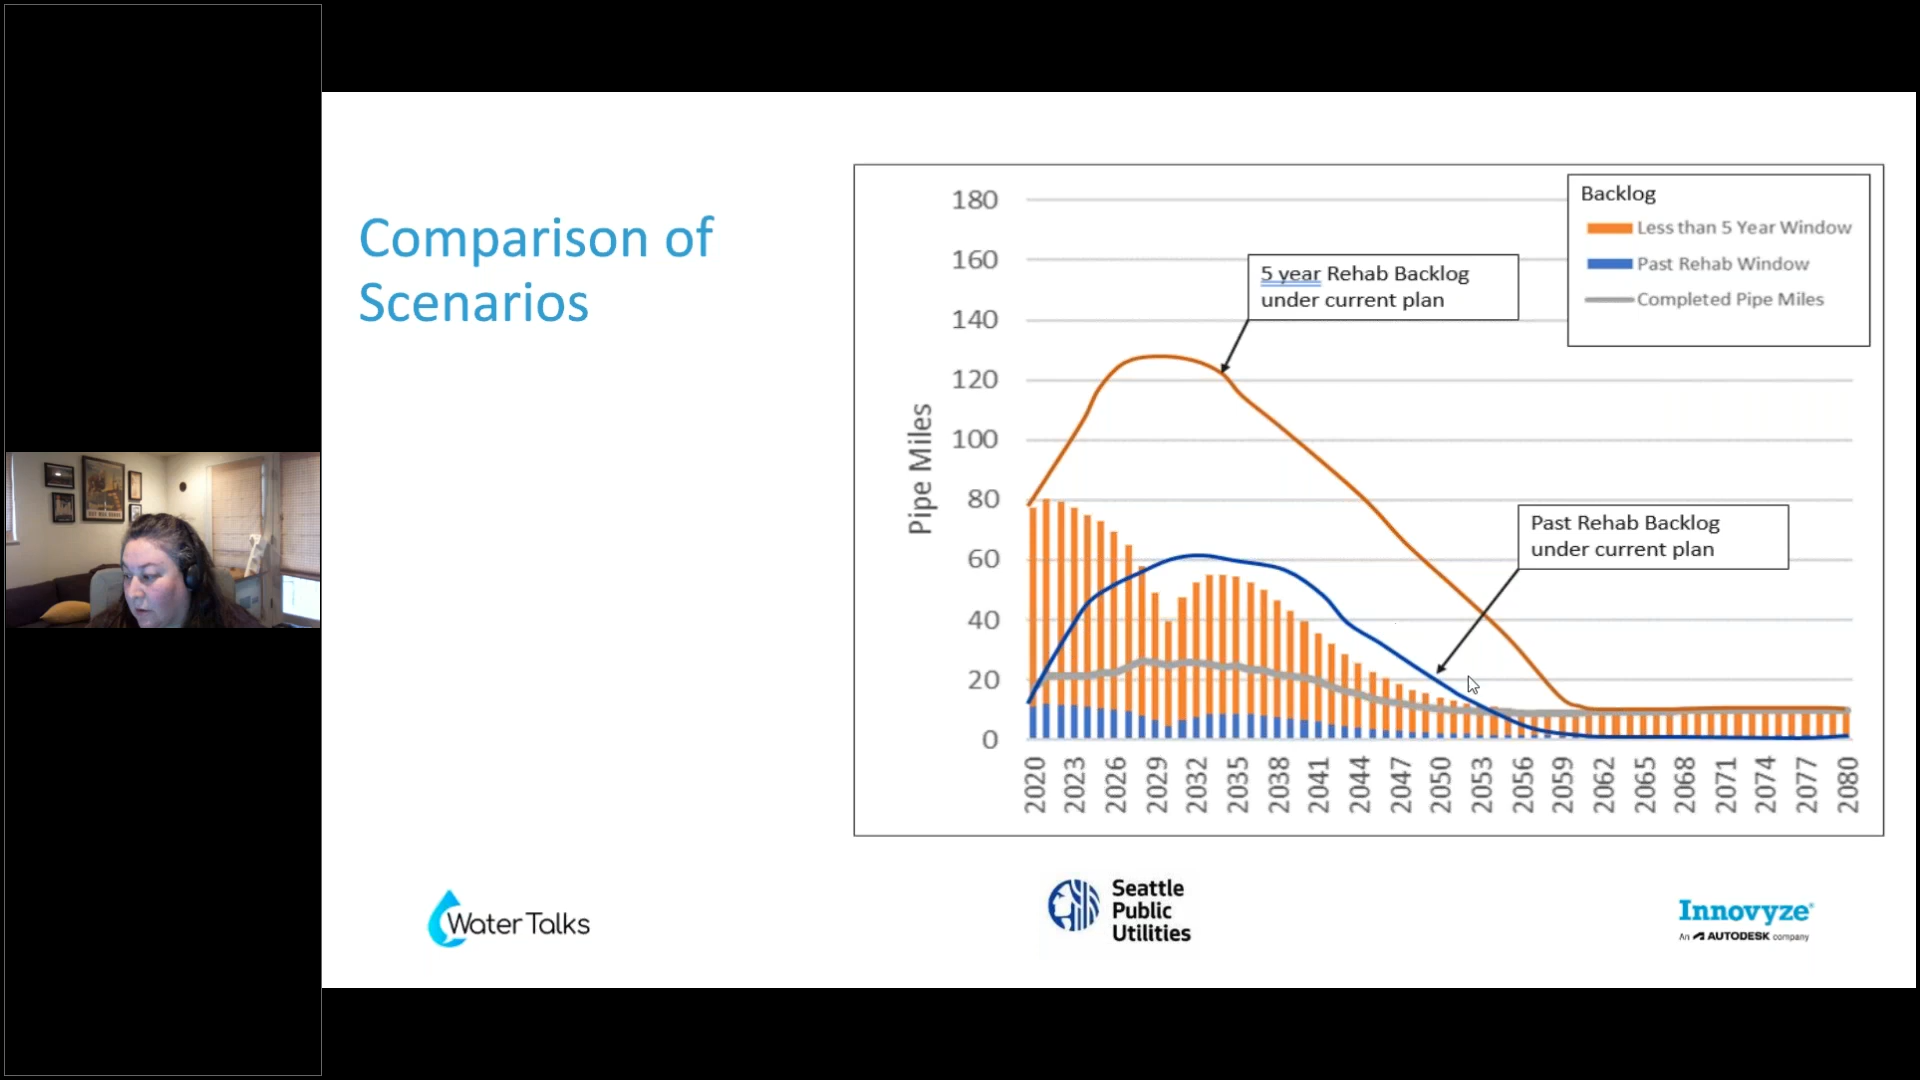 Comparison of
Scenarios
180
160
140
120
100
80
60
40
20
0
Pipe Miles
5 year Rehab Backlog
under current plan
Past Rehab Backlog
under current plan
Backlog
Less than 5 Year Window
Past Rehab Window
Completed Pipe Miles
2020
2023
2026
2029
2032
2035
2038
2041
2044
2047
2050
2053
2056
2059
2062
2065
2068
2071
2074
2077
2080
Water Talks
Seattle
Public
Utilities
Innovyze®
An AUTODESK company